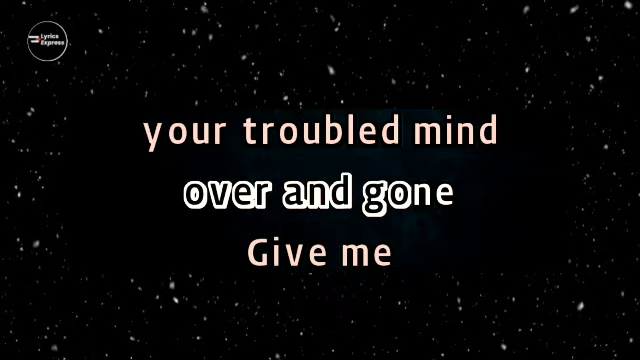 Lyrics
Express
your troubled mind
over and gone
Give me